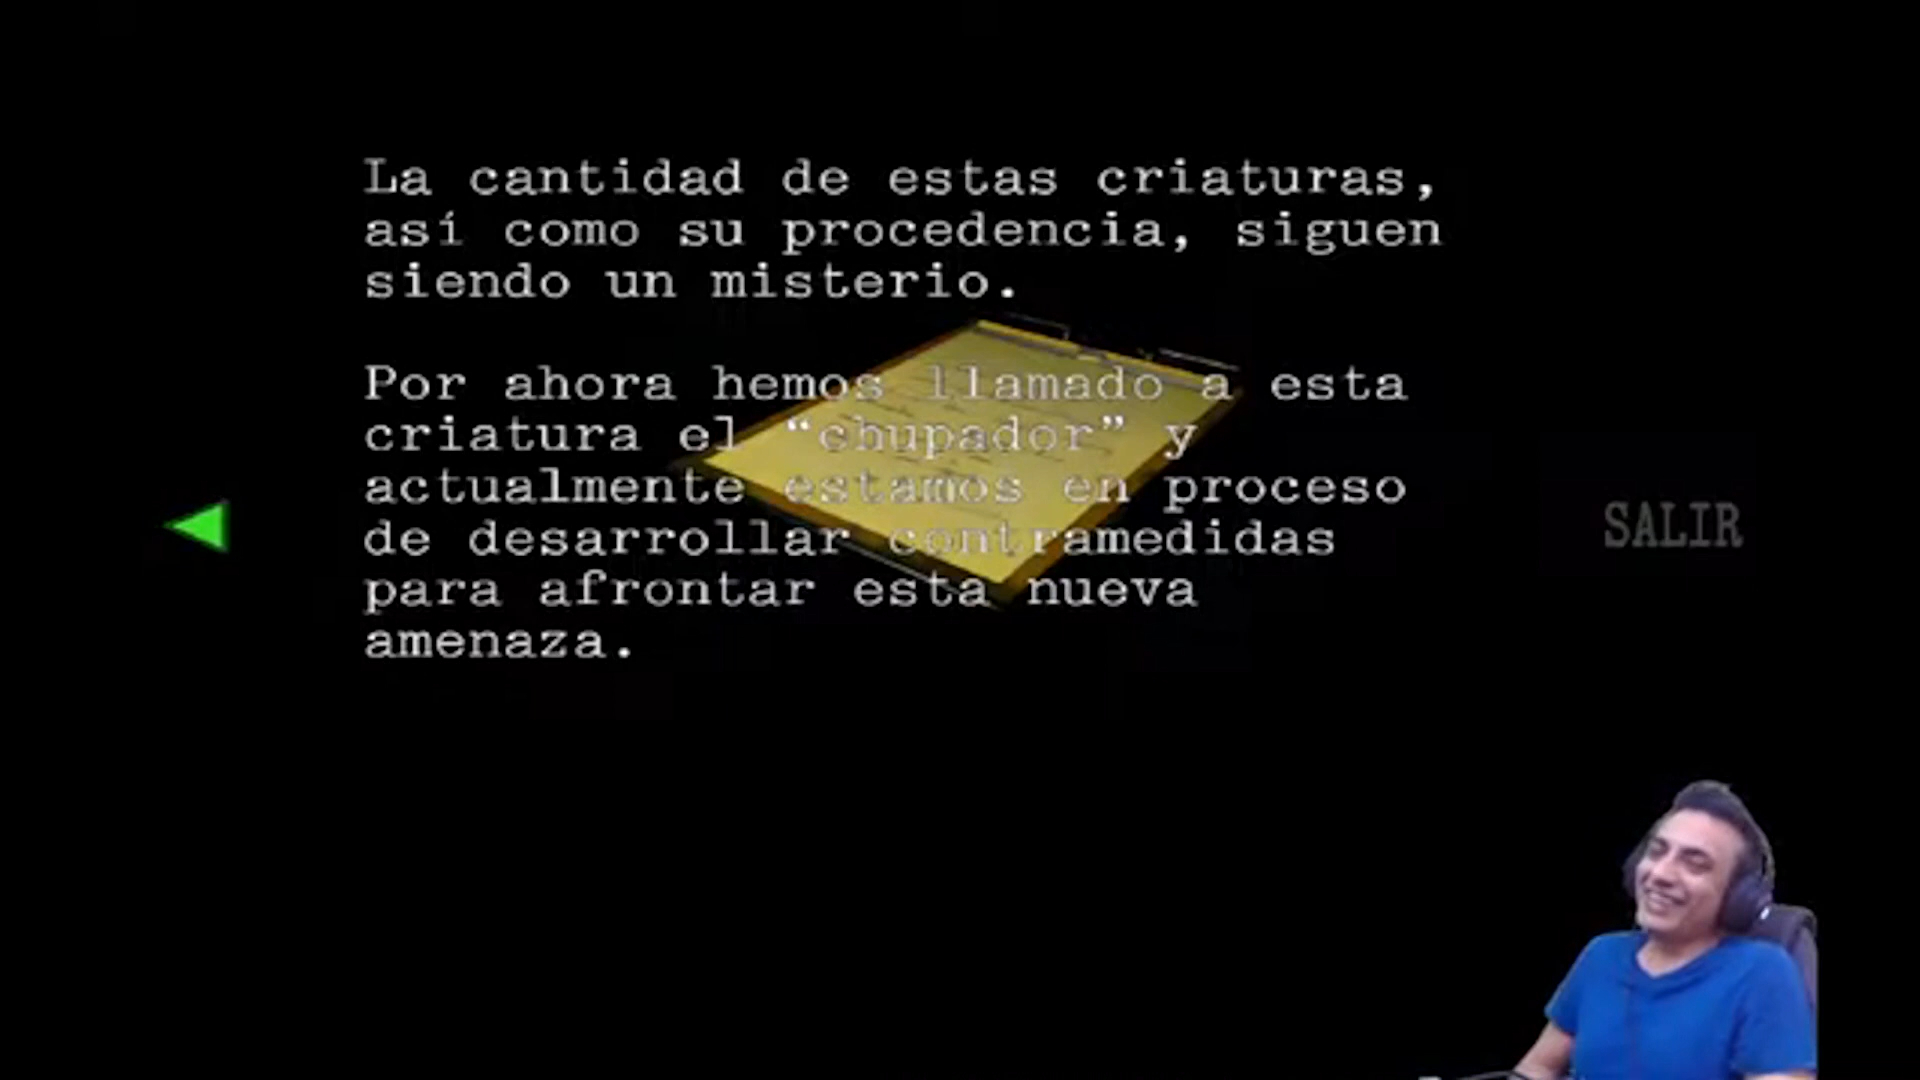 La cantidad de estas criaturas,
así como su procedencia, siguen
siendo un misterio.
Por ahora hemos llamado a esta
criatura el “chupador” y
actualmente estamos en proceso
de desarrollar contramedidas
para afrontar esta nueva
amenaza.
SALIR